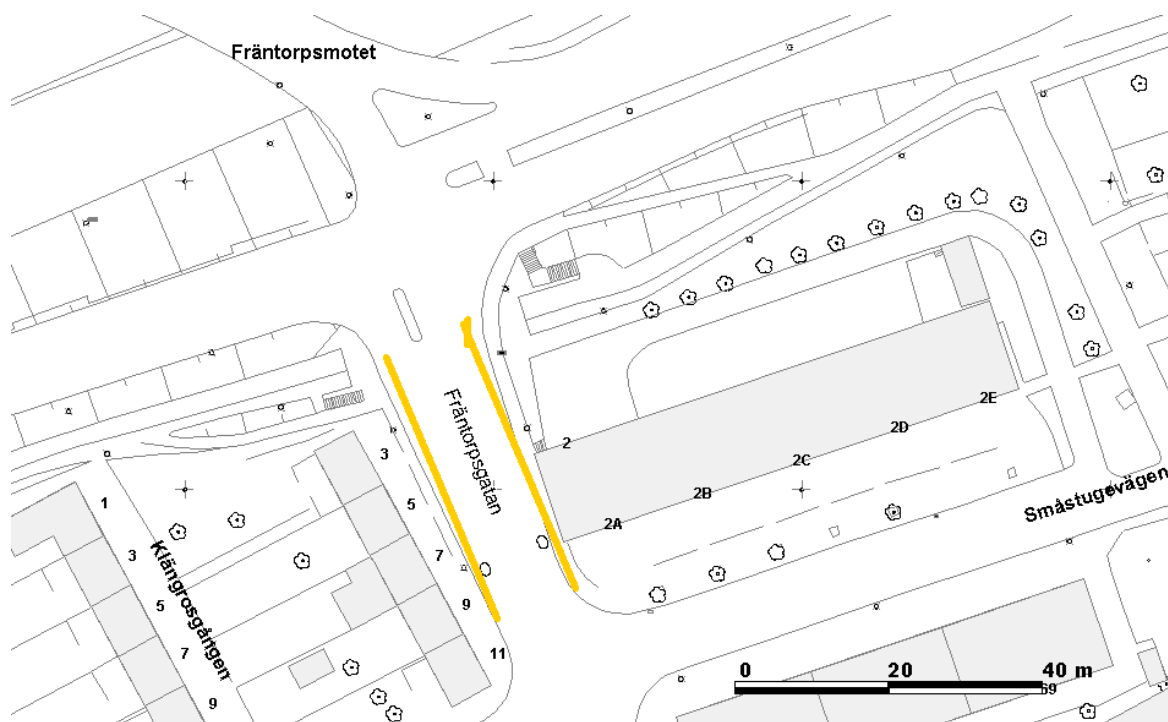 Fräntorpsmotet
Fräntorpsgatan
2
2A
2B
2C
2D
2E
Småstugevägen
3
5
7
9
11
1
3
5
7
9
Klängrosgången
0 20 40 m
69